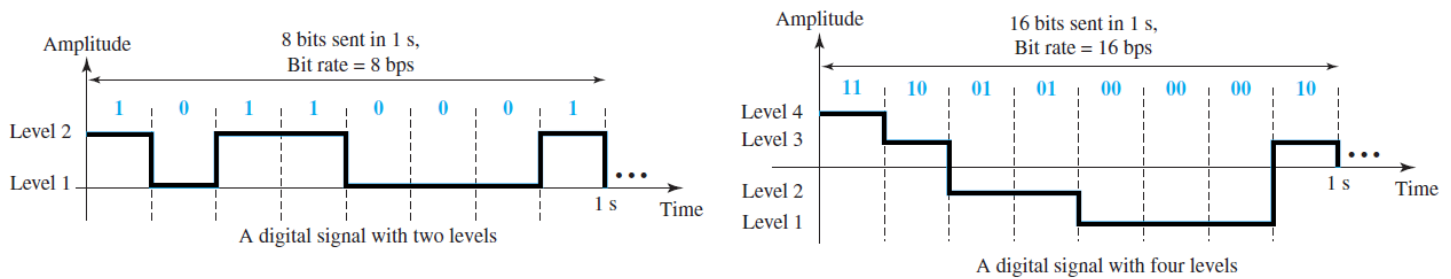 Amplitude
8 bits sent in 1 s,
Bit rate = 8 bps
1 0 1 1 0 0 0 1
Level 2
Level 1
•••
1 s
Time
A digital signal with two levels
Amplitude
16 bits sent in 1 s,
Bit rate = 16 bps
11 10 01 01 00 00 00 10
Level 4
Level 3
•••
1 s
Time
Level 2
Level 1
A digital signal with four levels